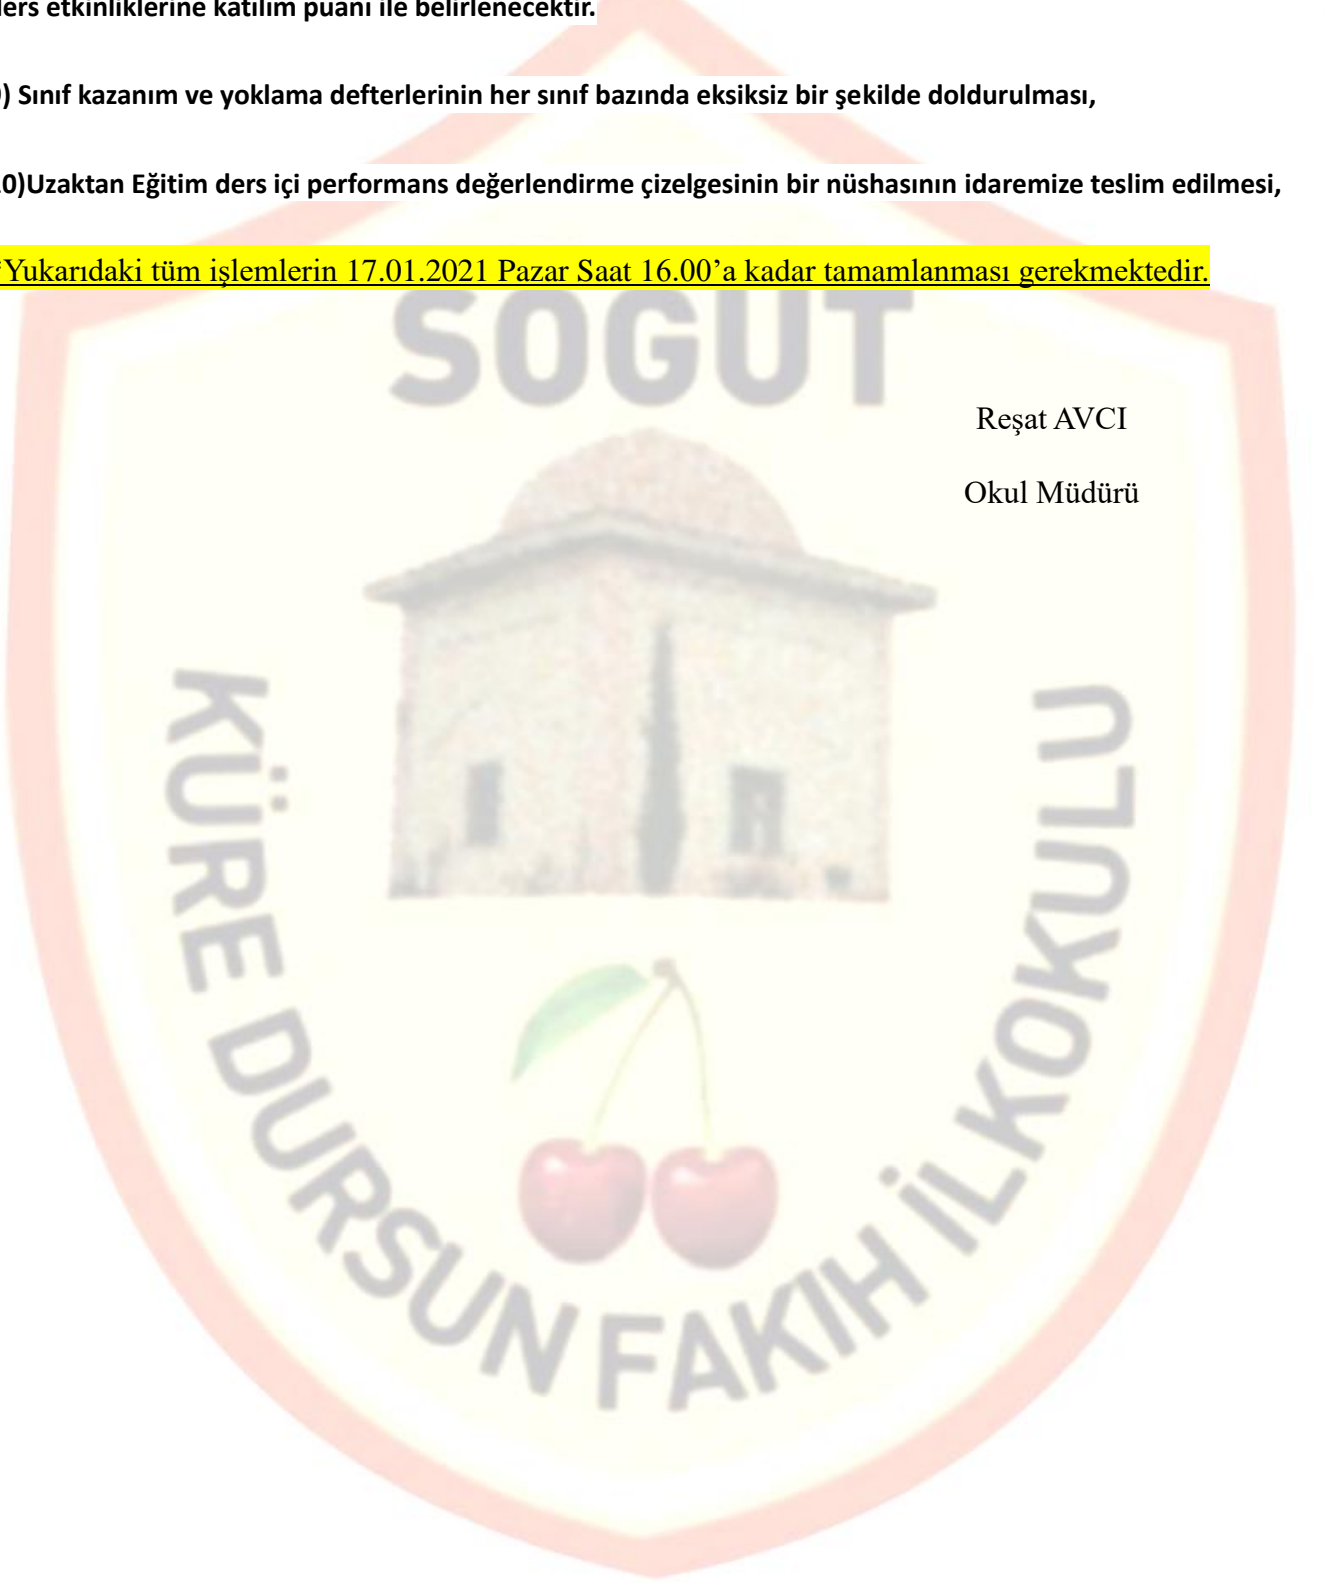 ders etkinliklerine katılım puanı ile belirlenecektir.
) Sınıf kazanım ve yoklama defterlerinin her sınıf bazında eksiksiz bir şekilde doldurulması,
0)Uzaktan Eğitim ders içi performans değerlendirme çizelgesinin bir nüshasının idaremize teslim edilmesi,
*Yukarıdaki tüm işlemlerin 17.01.2021 Pazar Saat 16.00’a kadar tamamlanması gerekmektedir.
SOGUT
Reşat AVCI
Okul Müdürü
KÜRE DURSUN FAKIH İLKOKULU